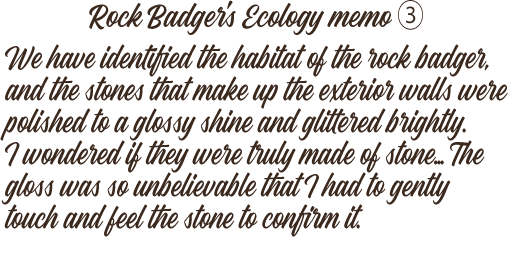 Rock Badger's Ecology memo ③
We have identified the habitat of the rock badger,
and the stones that make up the exterior walls were
polished to a glossy shine and glittered brightly.
I wondered if they were truly made of stone... The
gloss was so unbelievable that I had to gently
touch and feel the stone to confirm it.